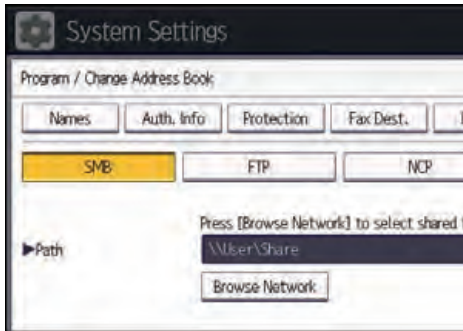 System Settings
Program / Change Address Book
Names Auth. Info Protection Fax Dest.
SMB FTP NCP
Press [Browse Network] to select shared
▶Path \\User\Share
Browse Network